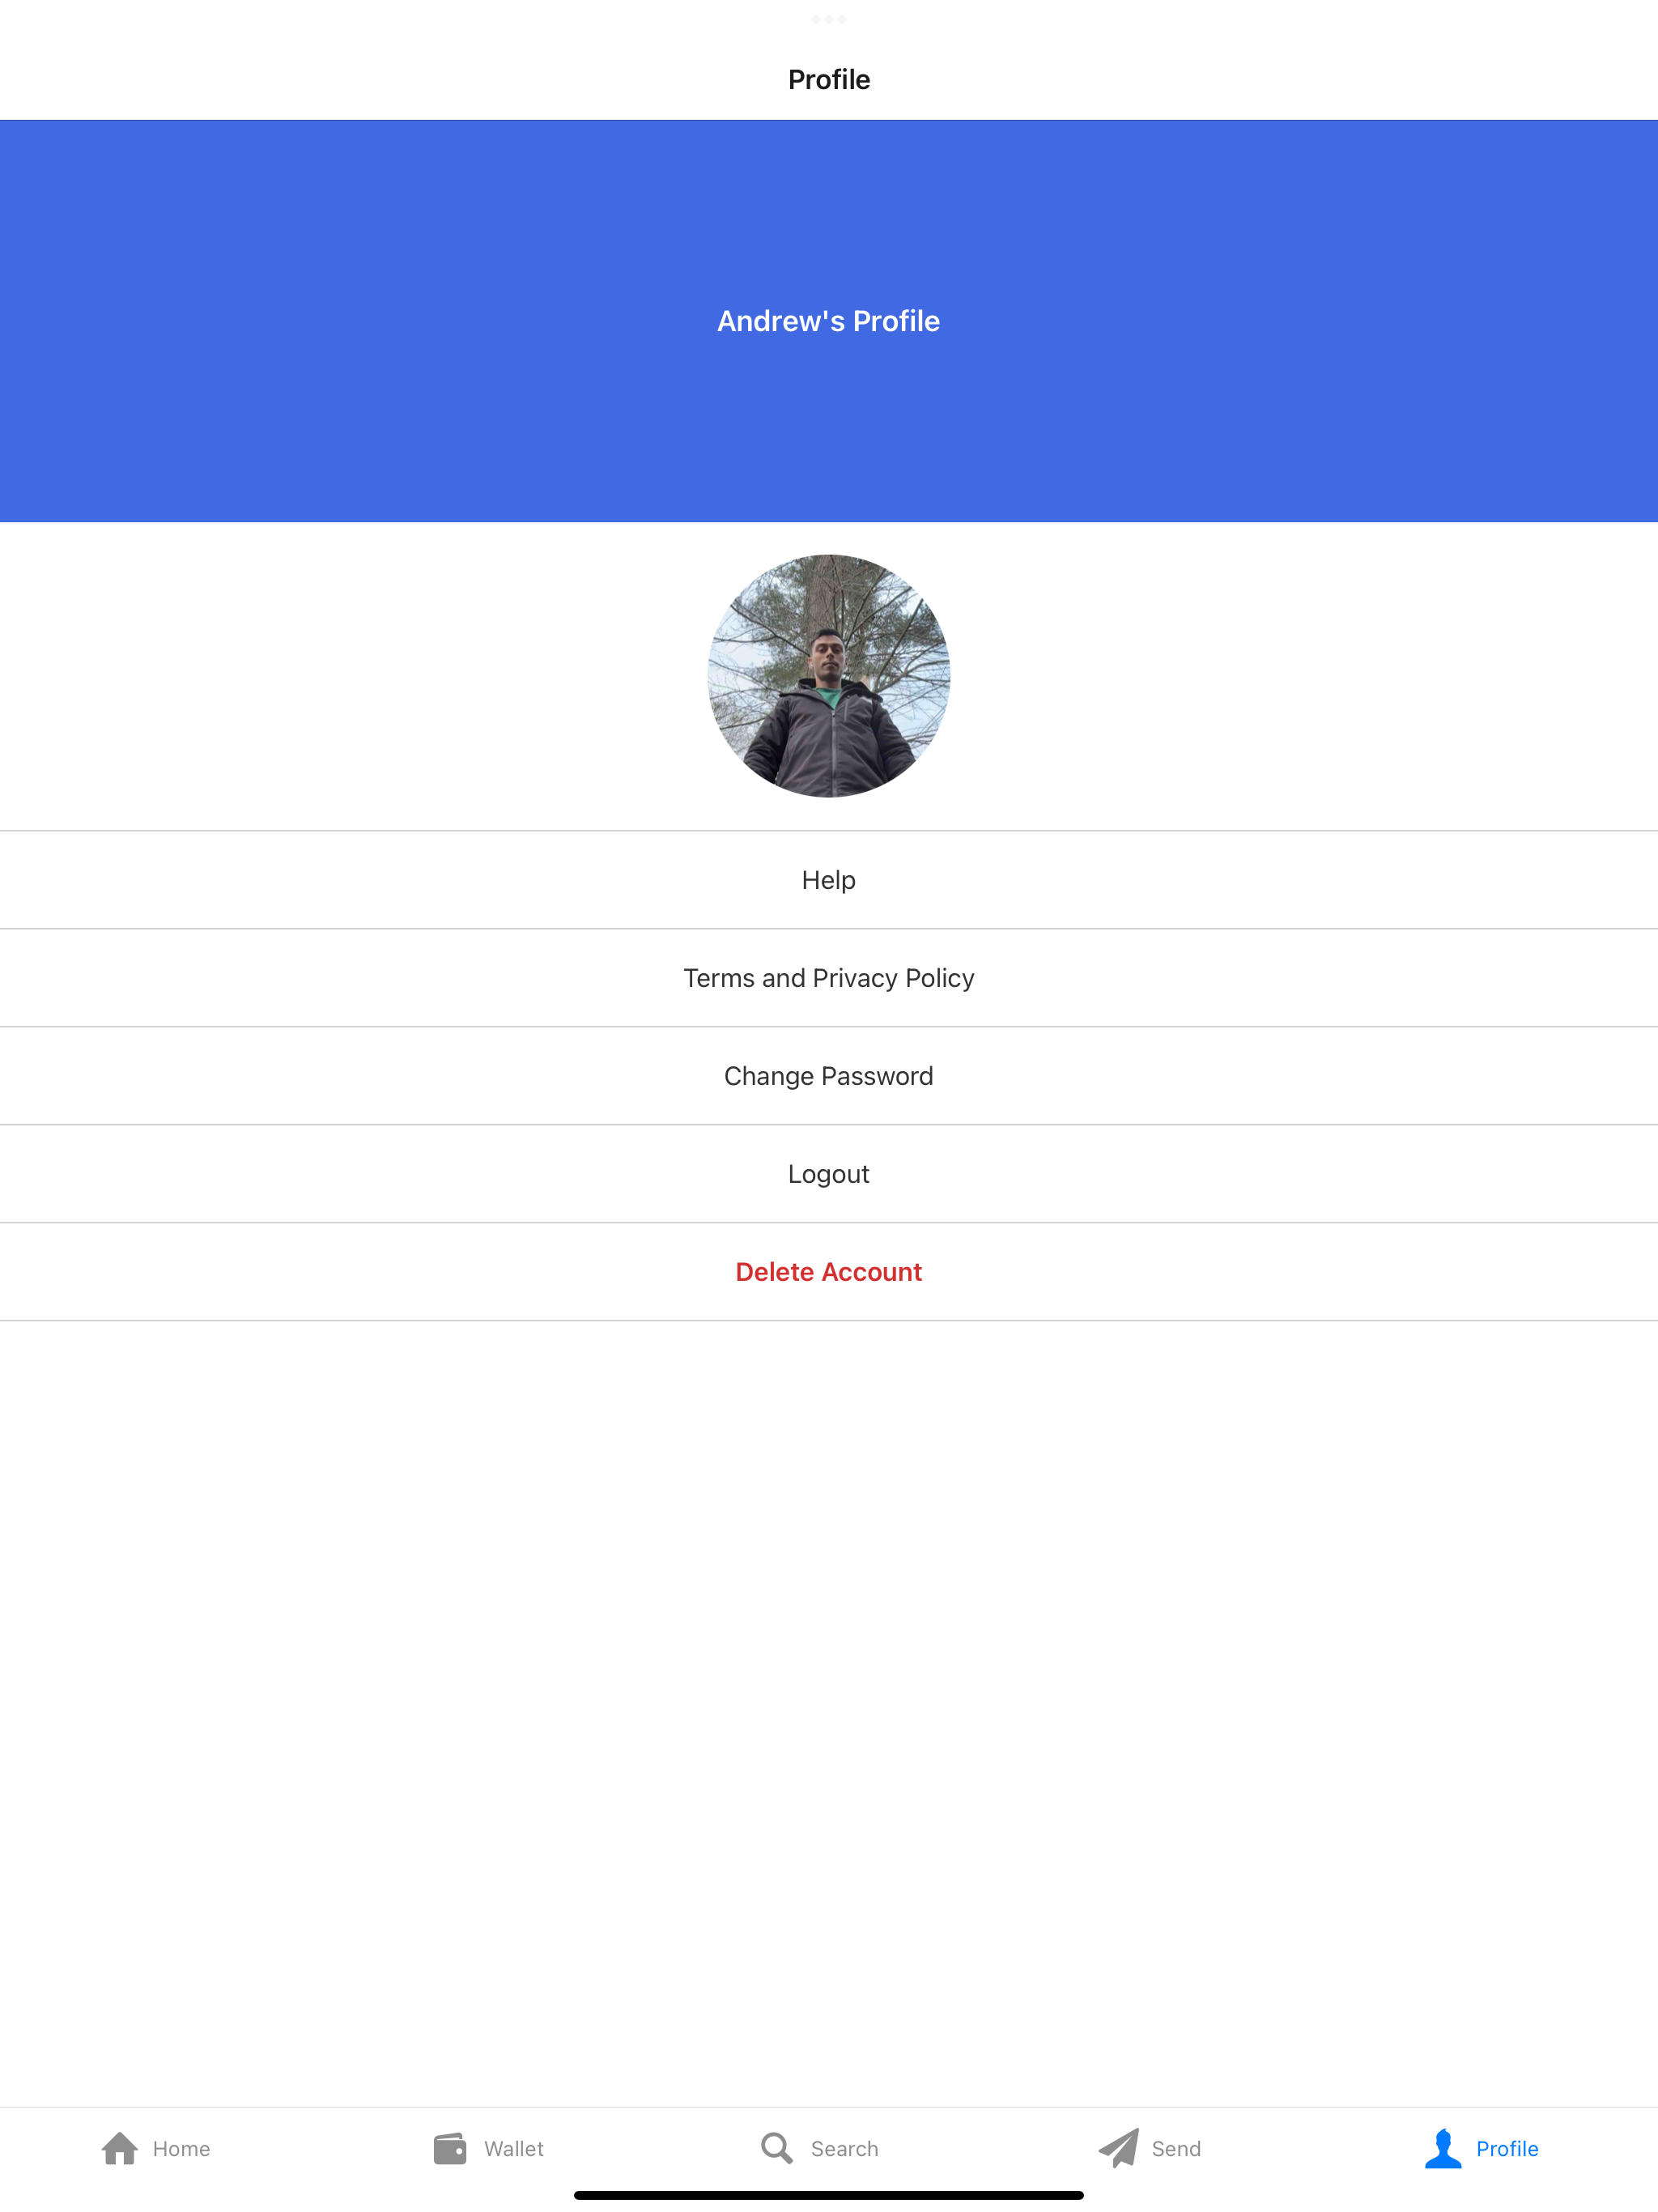 Profile
Andrew's Profile
Help
Terms and Privacy Policy
Change Password
Logout
Delete Account
Home
Wallet
Search
Send
Profile